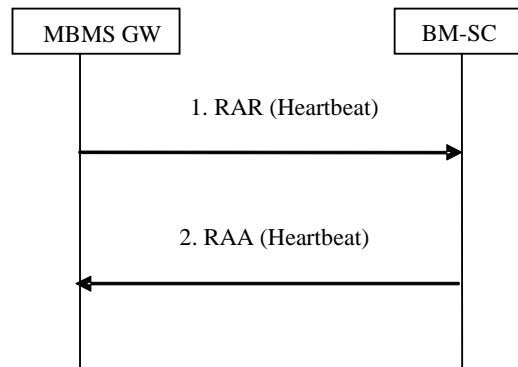 MBMS GW
BM-SC
1. RAR (Heartbeat)
2. RAA (Heartbeat)